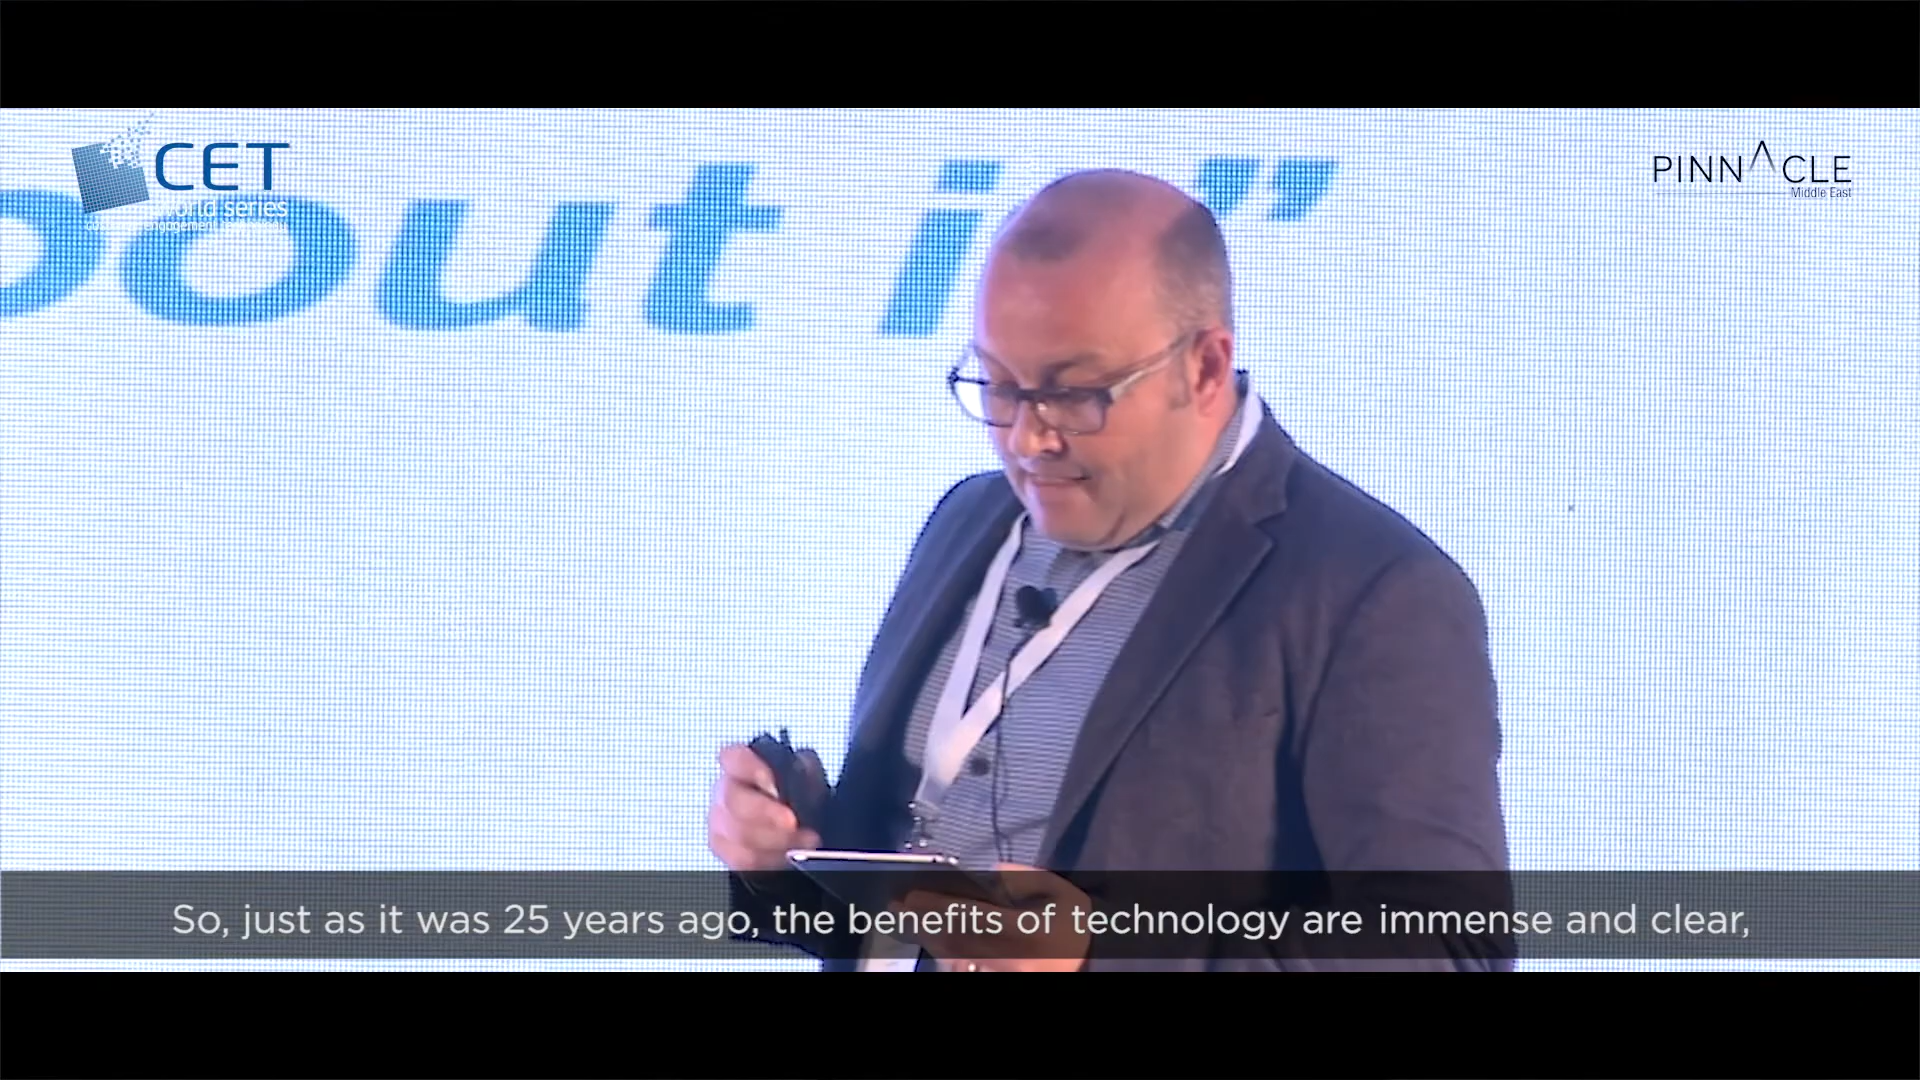 CET
world series
PINNACLE
Middle East
out i
”
So, just as it was 25 years ago, the benefits of technology are immense and clear,